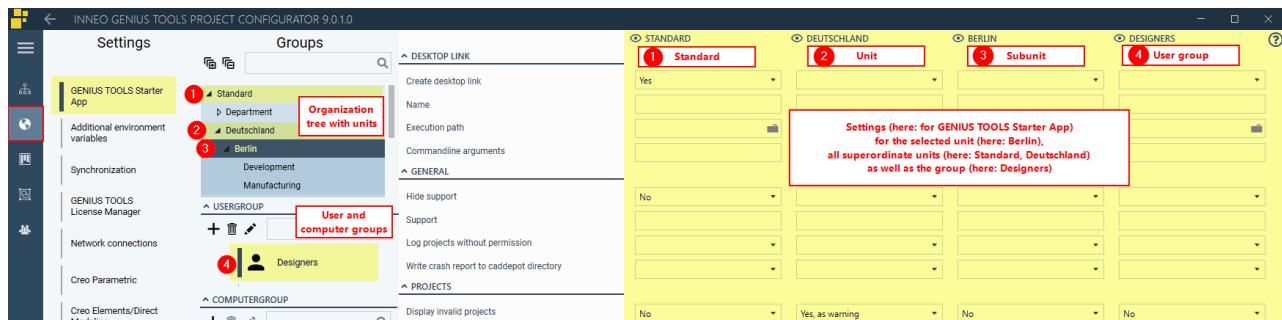 INNEO GENIUS TOOLS PROJECT CONFIGURATOR 9.0.1.0
Settings
GENIUS TOOLS Starter
App
Additional environment
variables
Synchronization
GENIUS TOOLS
License Manager
Network connections
Creo Parametric
Creo Elements/Direct
Groups
1
Standard
Department
2
Deutschland
3
Berlin
Development
Manufacturing
Organization
tree with units
USERGROUP
User and
computer groups
4
Designers
COMPUTERGROUP
DESKTOP LINK
Create desktop link
Name
Execution path
Commandline arguments
GENERAL
Hide support
Support
Log projects without permission
Write crash report to caddepot directory
PROJECTS
Display invalid projects
STANDARD
1 Standard
Yes
No
No
DEUTSCHLAND
2 Unit
Yes, as warning
BERLIN
3 Subunit
No
DESIGNERS
4 User group
No
Settings (here: for GENIUS TOOLS Starter App)
for the selected unit (here: Berlin),
all superordinate units (here: Standard, Deutschland)
as well as the group (here: Designers)